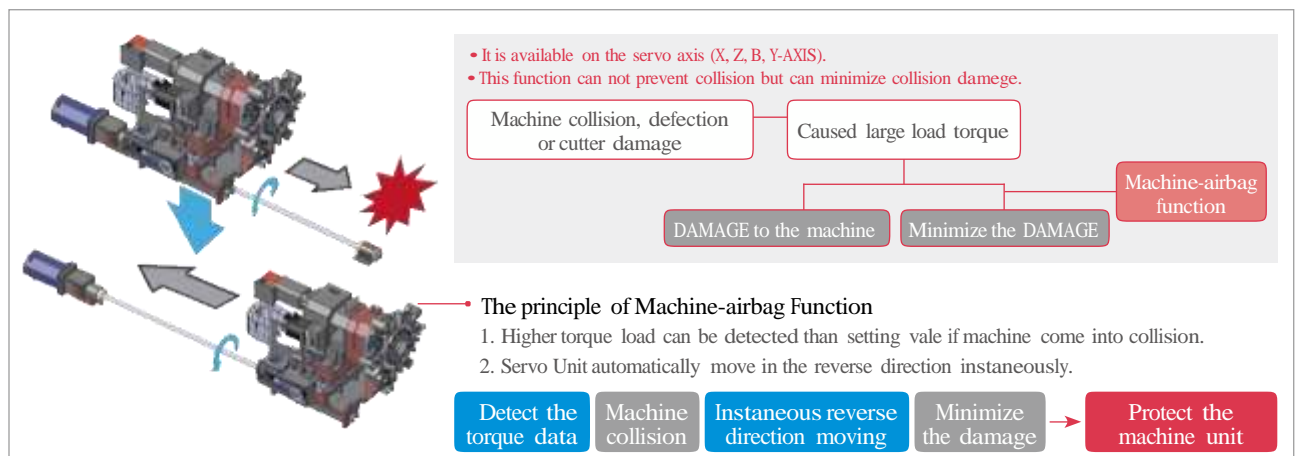 • It is available on the servo axis (X, Z, B, Y-AXIS).
• This function can not prevent collision but can minimize collision damege.
Machine collision, defection
or cutter damage
Caused large load torque
Machine-airbag
function
DAMAGE to the machine
Minimize the DAMAGE
The principle of Machine-airbag Function
1. Higher torque load can be detected than setting vale if machine come into collision.
2. Servo Unit automatically move in the reverse direction instaneously.
Detect the
torque data
Machine
collision
Instaneous reverse
direction moving
Minimize
the damage
Protect the
machine unit